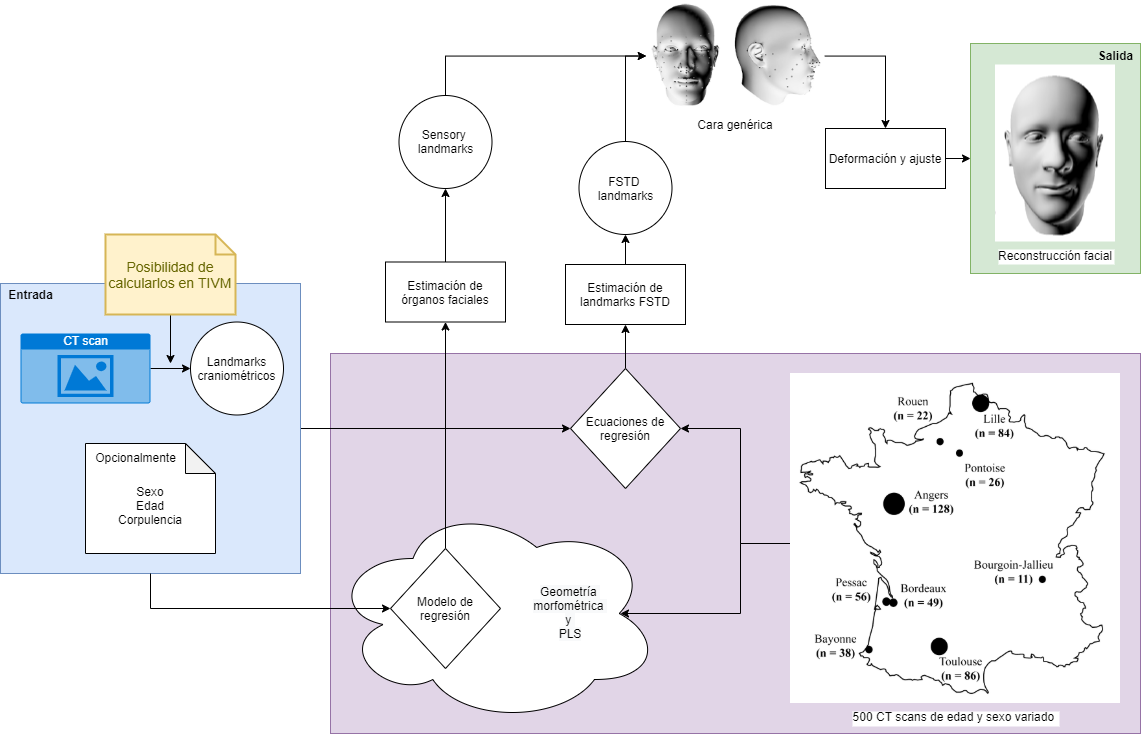 Sensory
landmarks
FSTD
landmarks
Cara genérica
Deformación y ajuste
Salida
Reconstrucción facial
Posibilidad de
calcularlos en TIVM
Entrada
CT scan
Landmarks
craniométricos
Opcionalmente
Sexo
Edad
Corpulencia
Estimación de
órganos faciales
Estimación de
landmarks FSTD
Ecuaciones de
regresión
Modelo de
regresión
Geometría
morfométrica
y
PLS
Rouen
(n = 22)
Lille
(n = 84)
Pontoise
(n = 26)
Angers
(n = 128)
Bourgoin-Jallieu
(n = 11)
Pessac
(n = 56)
Bordeaux
(n = 49)
Bayonne
(n = 38)
Toulouse
(n = 86)
500 CT scans de edad y sexo variado